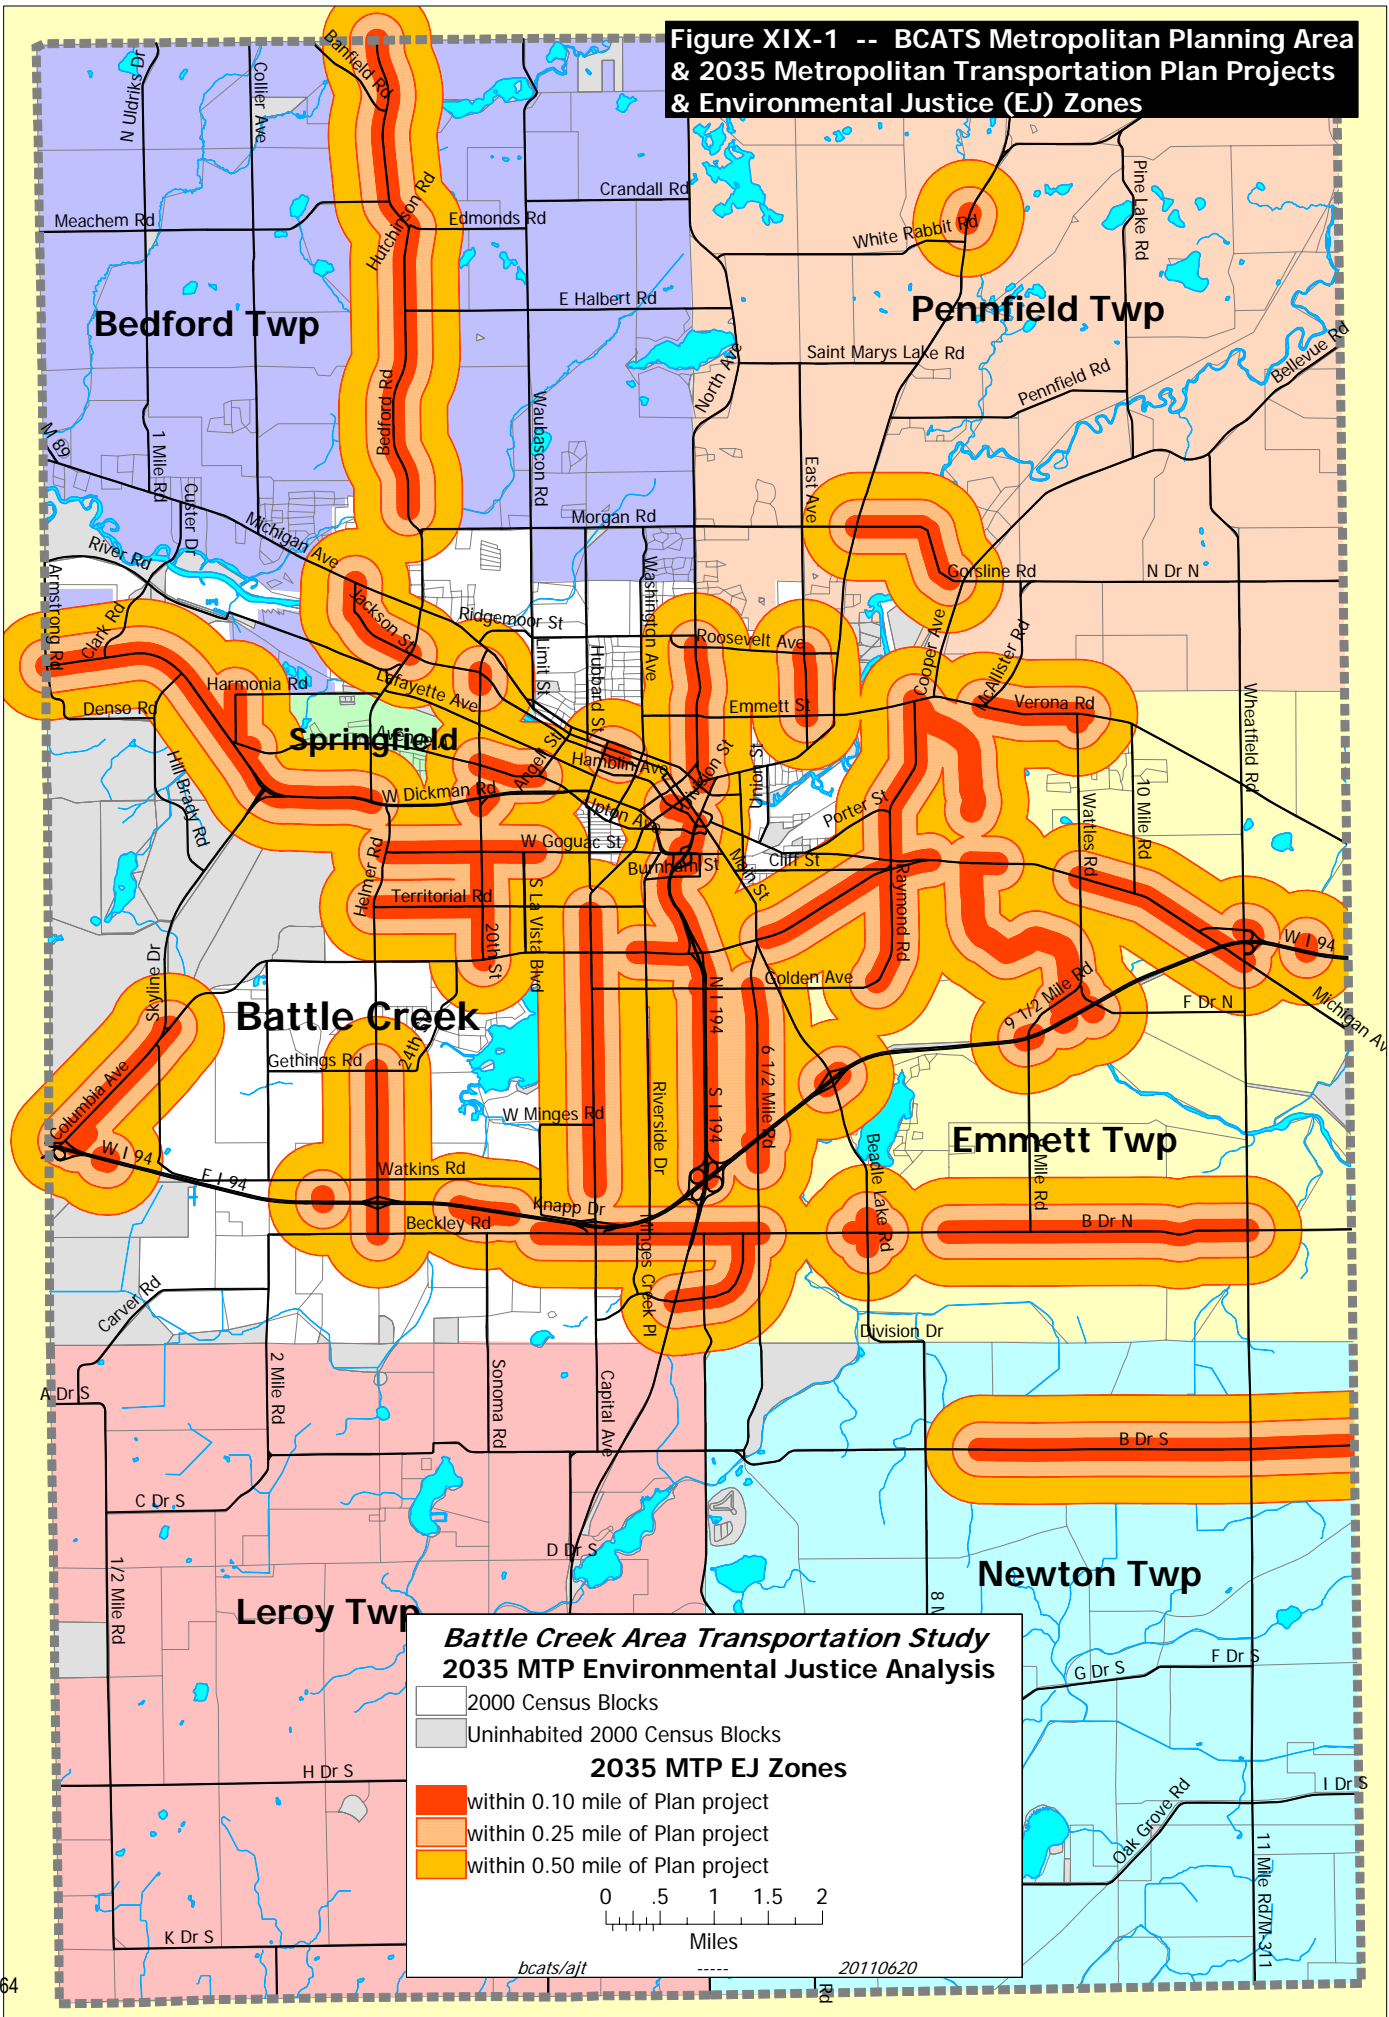 Figure XIX-1 -- BCATS Metropolitan Planning Area
& 2035 Metropolitan Transportation Plan Projects
& Environmental Justice (EJ) Zones
Banfield Rd
N Uldriks Dr
Collier Ave
Crandall Rd
Pine Lake Rd
Meachem Rd
Edmonds Rd
Hutchinson Rd
White Rabbit Rd
E Halbert Rd
Bedford Twp
Pennfield Twp
North Ave
Saint Marys Lake Rd
Bellevue Rd
Pennfield Rd
Bedford Rd
Waubascon Rd
M 89
1 Mile Rd
Custer Dr
East Ave
Michigan Ave
Morgan Rd
River Rd
Armstrong Rd
Washington Ave
Gorsline Rd
N Dr N
Clark Rd
Jackson St
Ridgemoor St
Limit St
Hubbard St
Roosevelt Ave
Cooper Ave
McAllister Rd
Harmonia Rd
Lafayette Ave
Denso Rd
Emmett St
Verona Rd
Wheatfield Rd
Springfield
Avenue A
Angell St
Hamblin Ave
Division St
Union St
Hill Brady Rd
W Dickman Rd
Upton Ave
Porter St
Wattles Rd
10 Mile Rd
Helmer Rd
W Goguac St
Burnham St
Main St
Cliff St
Raymond Rd
Territorial Rd
S La Vista Blvd
20th St
Skyline Dr
W I 94
Golden Ave
N I 194
9 1/2 Mile Rd
F Dr N
Michigan Av
Battle Creek
24th
Gethings Rd
Columbia Ave
6 1/2 Mile Rd
Riverside Dr
S I 194
W Minges Rd
Beadle Lake Rd
Emmett Twp
9 Mile Rd
W I 94
E I 94
Watkins Rd
Knapp Dr
Beckley Rd
B Dr N
Minges Creek Pl
Carver Rd
Division Dr
A Dr S
2 Mile Rd
Sonoma Rd
Capital Ave
B Dr S
C Dr S
D Dr S
1/2 Mile Rd
Newton Twp
Leroy Twp
8 M
G Dr S
F Dr S
H Dr S
I Dr S
Oak Grove Rd
11 Mile Rd/M-311
K Dr S
Rd
Battle Creek Area Transportation Study
2035 MTP Environmental Justice Analysis
2000 Census Blocks
Uninhabited 2000 Census Blocks
2035 MTP EJ Zones
within 0.10 mile of Plan project
within 0.25 mile of Plan project
within 0.50 mile of Plan project
0 .5 1 1.5 2
Miles
bcats/ajt ----- 20110620
64